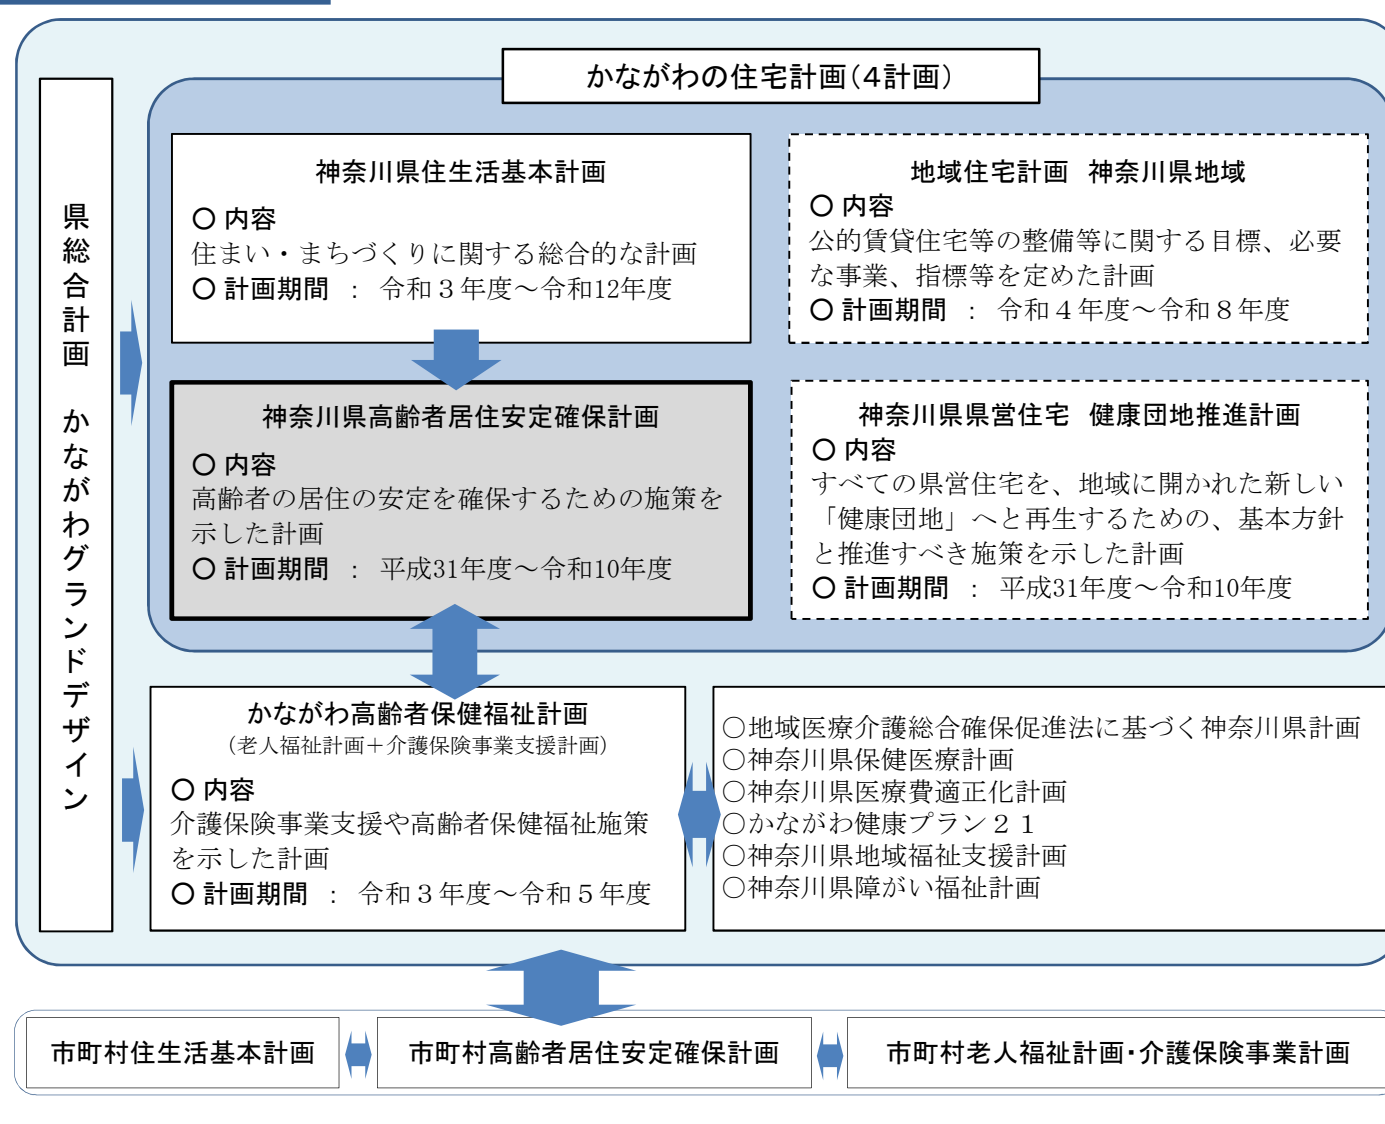 かながわの住宅計画（４計画）
県総合計画　かながわグランドデザイン
神奈川県住生活基本計画
○ 内容
住まい・まちづくりに関する総合的な計画
○ 計画期間　：　令和３年度～令和12年度
地域住宅計画　神奈川県地域
○ 内容
公的賃貸住宅等の整備等に関する目標、必要
な事業、指標等を定めた計画
○ 計画期間　：　令和４年度～令和８年度
神奈川県高齢者居住安定確保計画
○ 内容
高齢者の居住の安定を確保するための施策を
示した計画
○ 計画期間　：　平成31年度～令和10年度
神奈川県県営住宅　健康団地推進計画
○ 内容
すべての県営住宅を、地域に開かれた新しい
「健康団地」へと再生するための、基本方針
と推進すべき施策を示した計画
○ 計画期間　：　平成31年度～令和10年度
かながわ高齢者保健福祉計画
（老人福祉計画＋介護保険事業支援計画）
○ 内容
介護保険事業支援や高齢者保健福祉施策
を示した計画
○ 計画期間　：　令和３年度～令和５年度
○地域医療介護総合確保促進法に基づく神奈川県計画
○神奈川県保健医療計画
○神奈川県医療費適正化計画
○かながわ健康プラン２１
○神奈川県地域福祉支援計画
○神奈川県障がい福祉計画
市町村住生活基本計画
市町村高齢者居住安定確保計画
市町村老人福祉計画・介護保険事業計画